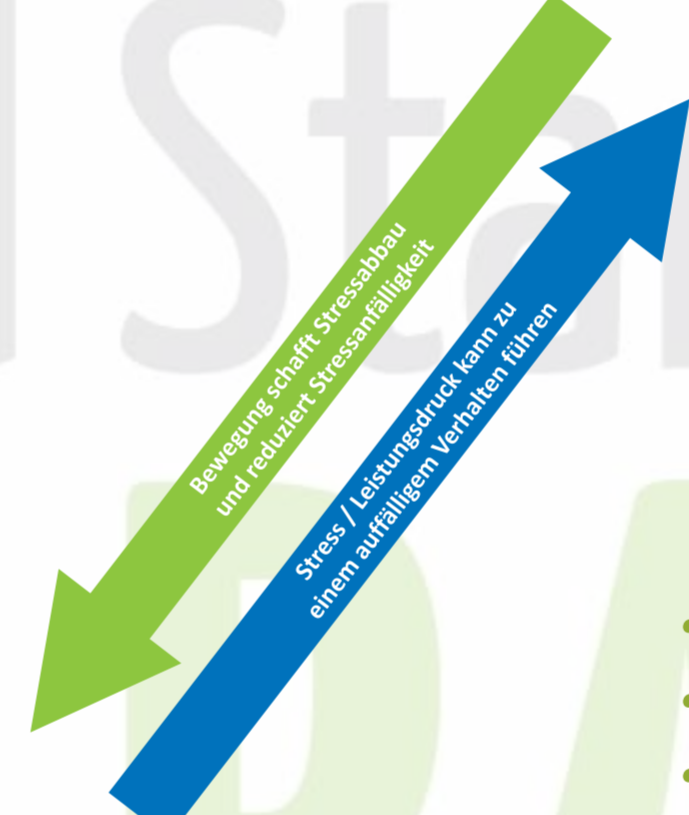 Bewegung schafft Stressabbau
und reduziert Stressanfälligkeit
Stress / Leistungsdruck kann zu
einem auffälligem Verhalten führen